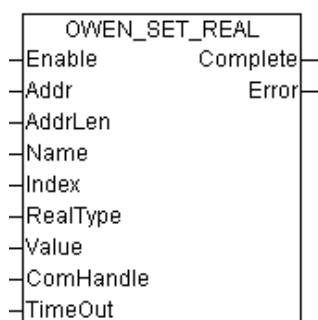 OWEN_SET_REAL
Enable Complete
Addr Error
AddrLen
Name
Index
RealType
Value
ComHandle
TimeOut